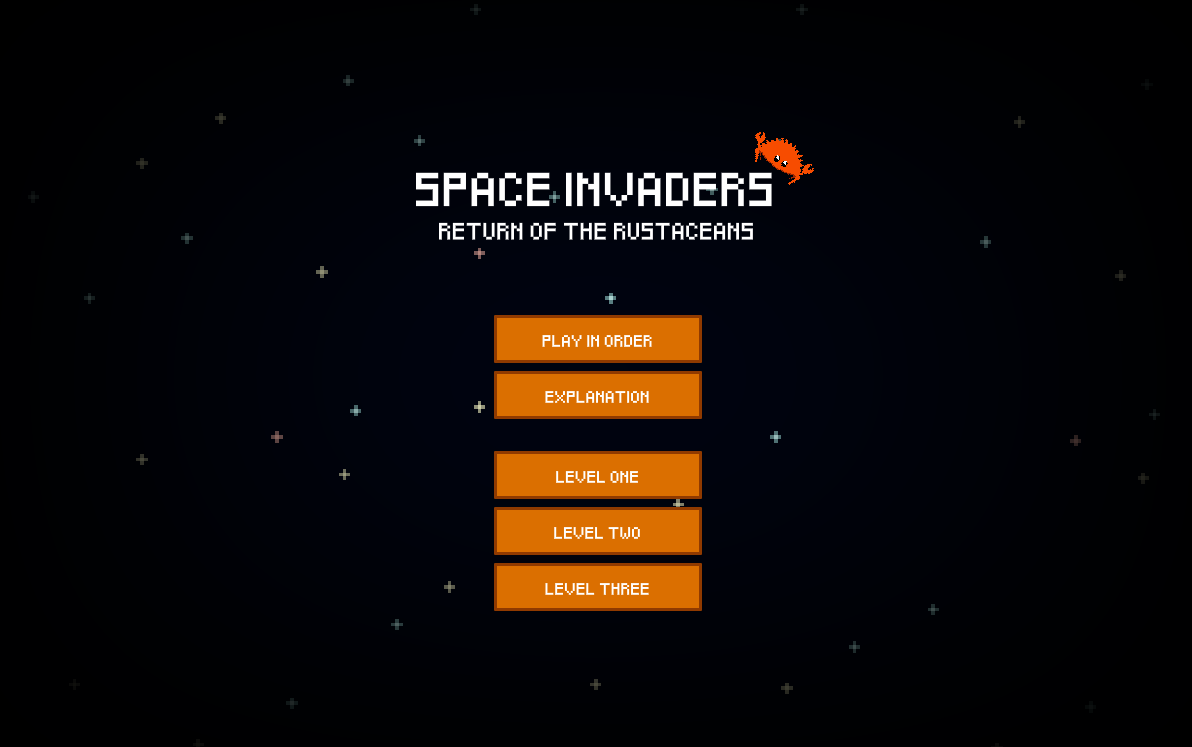 SPACE INVADERS
RETURN OF THE RUSTACEANS
PLAY IN ORDER
EXPLANATION
LEVEL ONE
LEVEL TWO
LEVEL THREE